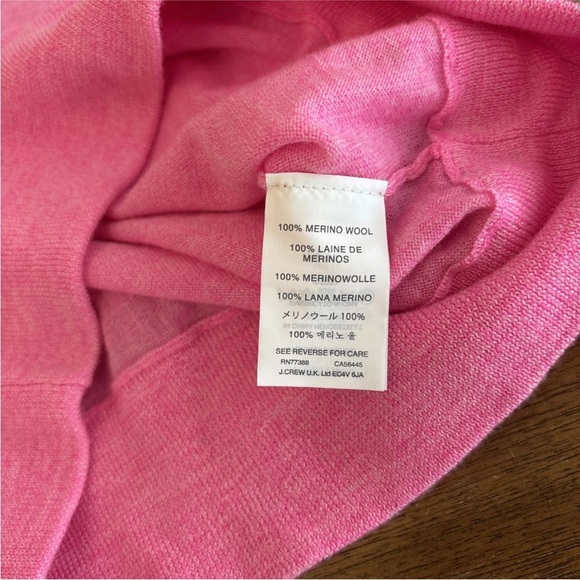 100% MERINO WOOL
100% LAINE DE
MERINOS
100% MERINOWOLLE
100% LANA MERINO
メリノウール 100%
100% 메리노 울
SEE REVERSE FOR CARE
RN77388 CA56445
J.CREW U.K. Ltd EC4V 6JA